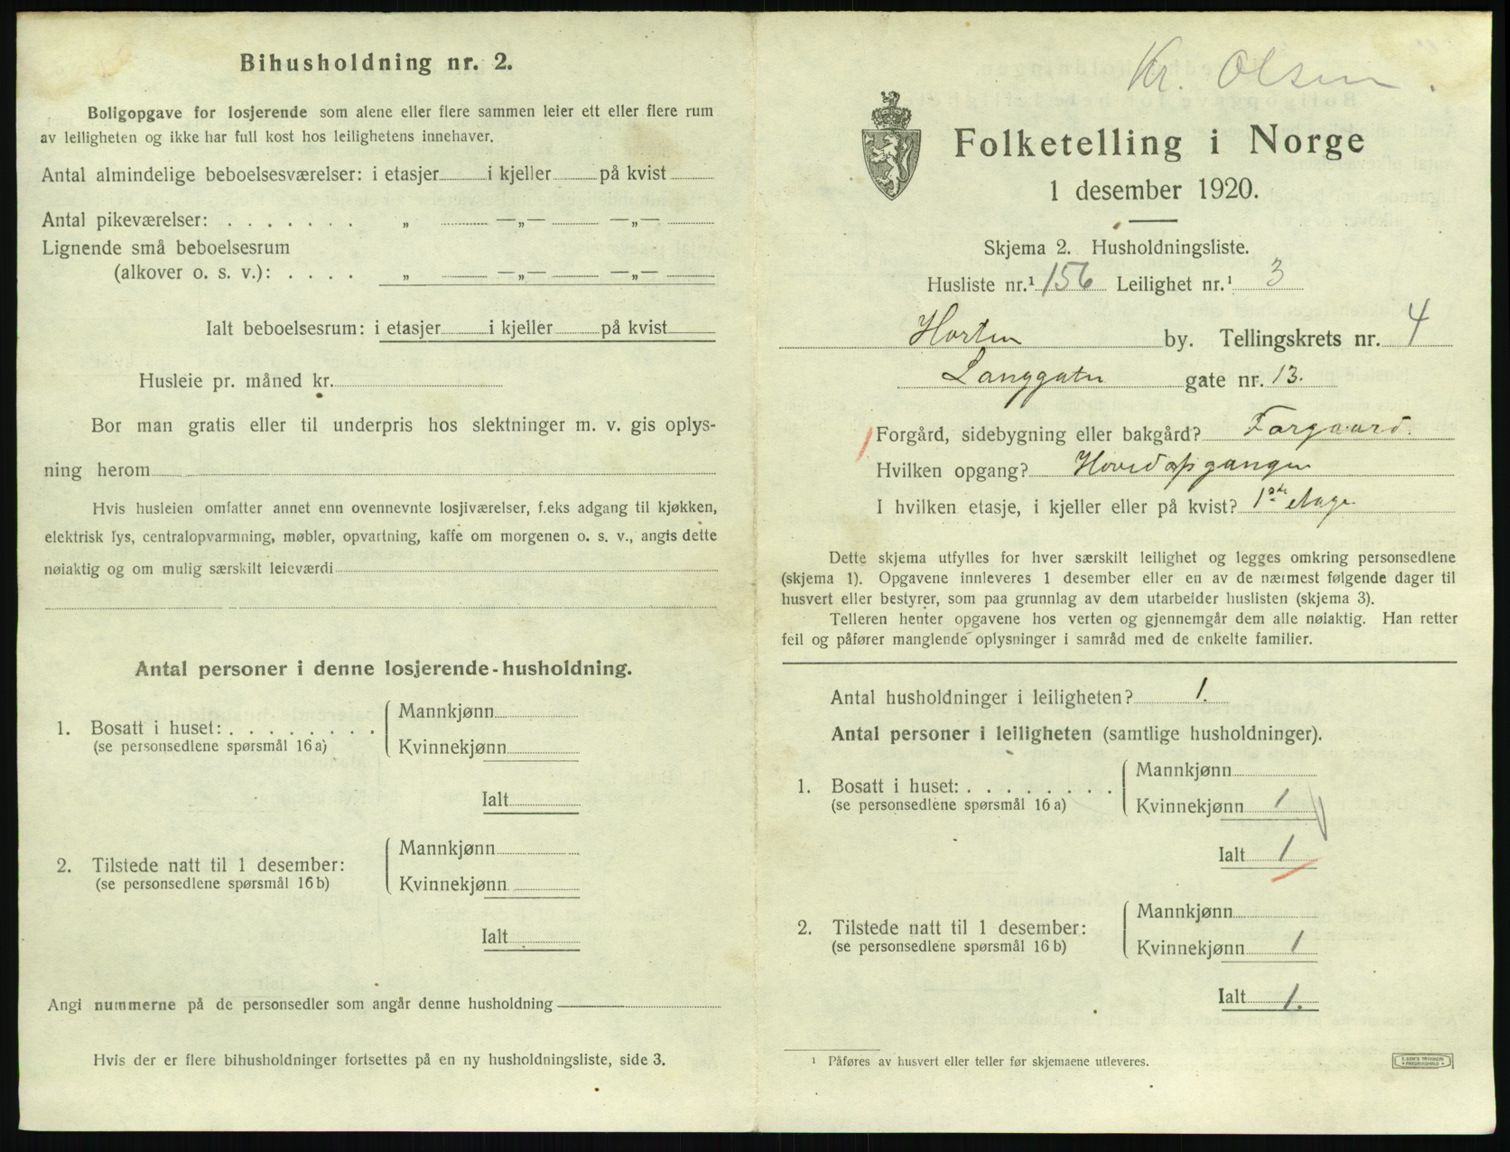 Bihusholdning nr. 2.
Boligopgave for losjerende som alene eller flere sammen leier ett eller flere rum
av leiligheten og ikke har full kost hos leilighetens innehaver.
Antal almindelige beboelsesværelser: i etasjer i kjeller på kvist
Antal pikeværelser: . . . . . . . „ —„— —„—
Lignende små beboelsesrum
(alkover o. s. v.): . . . . „ —„— —„—
Ialt beboelsesrum: i etasjer i kjeller på kvist
Husleie pr. måned kr.
Bor man gratis eller til underpris hos slektninger m. v. gis oplys-
ning herom
Hvis husleien omfatter annet enn ovennevnte losjiværelser, f.eks adgang til kjøkken,
elektrisk lys, centralopvarmning, møbler, opvartning, kaffe om morgenen o. s. v., angis dette
nøiaktig og om mulig særskilt leieværdi
Antal personer i denne losjerende-husholdning.
1. Bosatt i huset: . . . . . . . .
(se personsedlene spørsmål 16 a)
Mannkjønn
Kvinnekjønn
Ialt
2. Tilstede natt til 1 desember:
(se personsedlene spørsmål 16 b)
Mannkjønn
Kvinnekjønn
Ialt
Angi nummerne på de personsedler som angår denne husholdning
Hvis der er flere bihusholdninger fortsettes på en ny husholdningsliste, side 3.
Kr. Olsen.
Folketelling i Norge
1 desember 1920.
Skjema 2. Husholdningsliste.
Husliste nr.¹ 156 Leilighet nr.¹ 3
Horten by. Tellingskrets nr. 4
Langgaten gate nr. 13.
Forgård, sidebygning eller bakgård? Forgaard.
Hvilken opgang? Hovedopgangen
I hvilken etasje, i kjeller eller på kvist? 1ste etage
Dette skjema utfylles for hver særskilt leilighet og legges omkring personsedlene
(skjema 1). Opgavene innleveres 1 desember eller en av de nærmest følgende dager til
husvert eller bestyrer, som paa grunnlag av dem utarbeider huslisten (skjema 3).
Telleren henter opgavene hos verten og gjennemgår dem alle nøiaktig. Han retter
feil og påfører manglende oplysninger i samråd med de enkelte familier.
Antal husholdninger i leiligheten? 1.
Antal personer i leiligheten (samtlige husholdninger).
1. Bosatt i huset: . . . . . . . .
(se personsedlene spørsmål 16 a)
Mannkjønn
Kvinnekjønn 1
Ialt 1
2. Tilstede natt til 1 desember:
(se personsedlene spørsmål 16 b)
Mannkjønn
Kvinnekjønn 1
Ialt 1.
¹ Påføres av husvert eller teller før skjemaene utleveres.